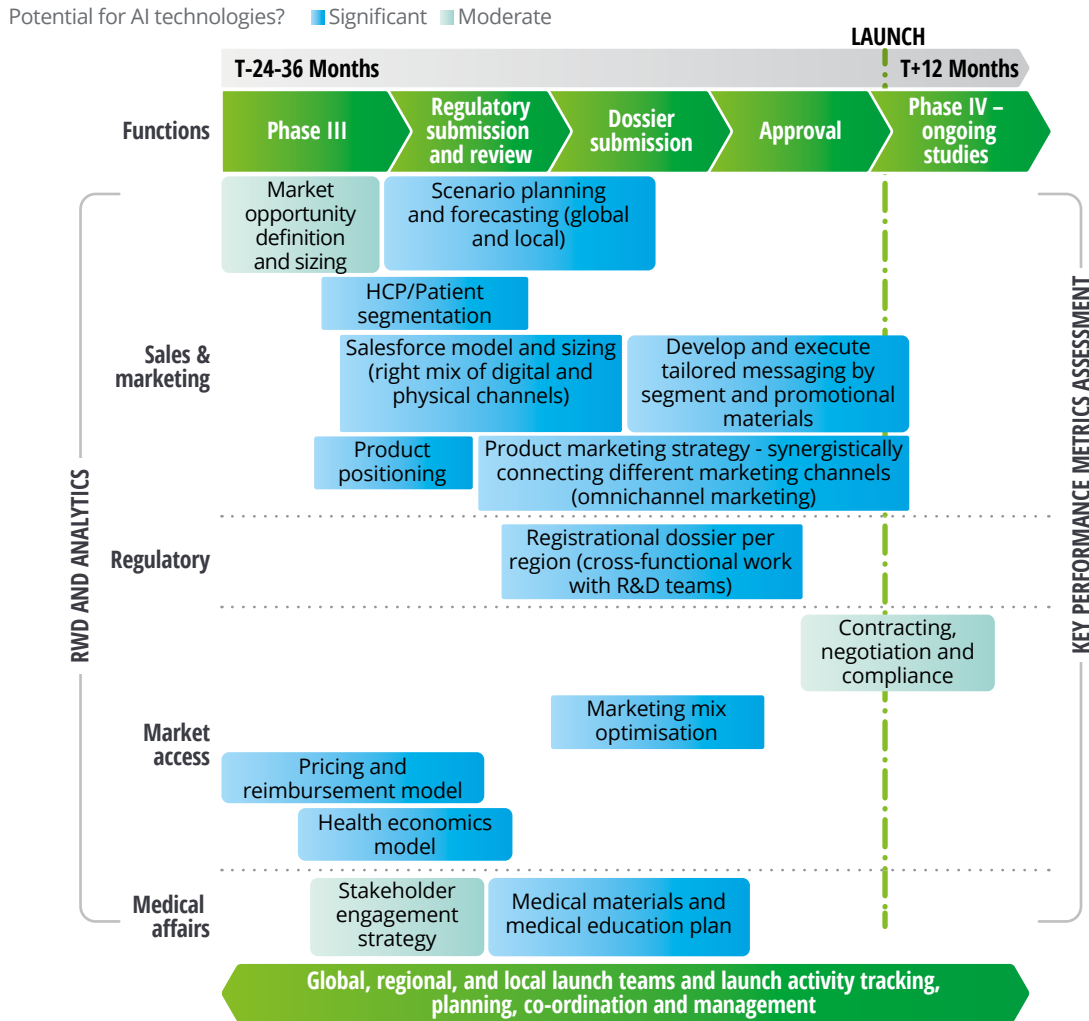 Potential for AI technologies? Significant Moderate
LAUNCH
T-24-36 Months
T+12 Months
Functions
Phase III
Regulatory
submission
and review
Dossier
submission
Approval
Phase IV –
ongoing
studies
RWD AND ANALYTICS
KEY PERFORMANCE METRICS ASSESSMENT
Sales &
marketing
Market
opportunity
definition
and sizing
Scenario planning
and forecasting (global
and local)
HCP/Patient
segmentation
Salesforce model and sizing
(right mix of digital and
physical channels)
Develop and execute
tailored messaging by
segment and promotional
materials
Product
positioning
Product marketing strategy - synergistically
connecting different marketing channels
(omnichannel marketing)
Regulatory
Registrational dossier per
region (cross-functional work
with R&D teams)
Market
access
Contracting,
negotiation and
compliance
Marketing mix
optimisation
Pricing and
reimbursement model
Health economics
model
Medical
affairs
Stakeholder
engagement
strategy
Medical materials and
medical education plan
Global, regional, and local launch teams and launch activity tracking,
planning, co-ordination and management